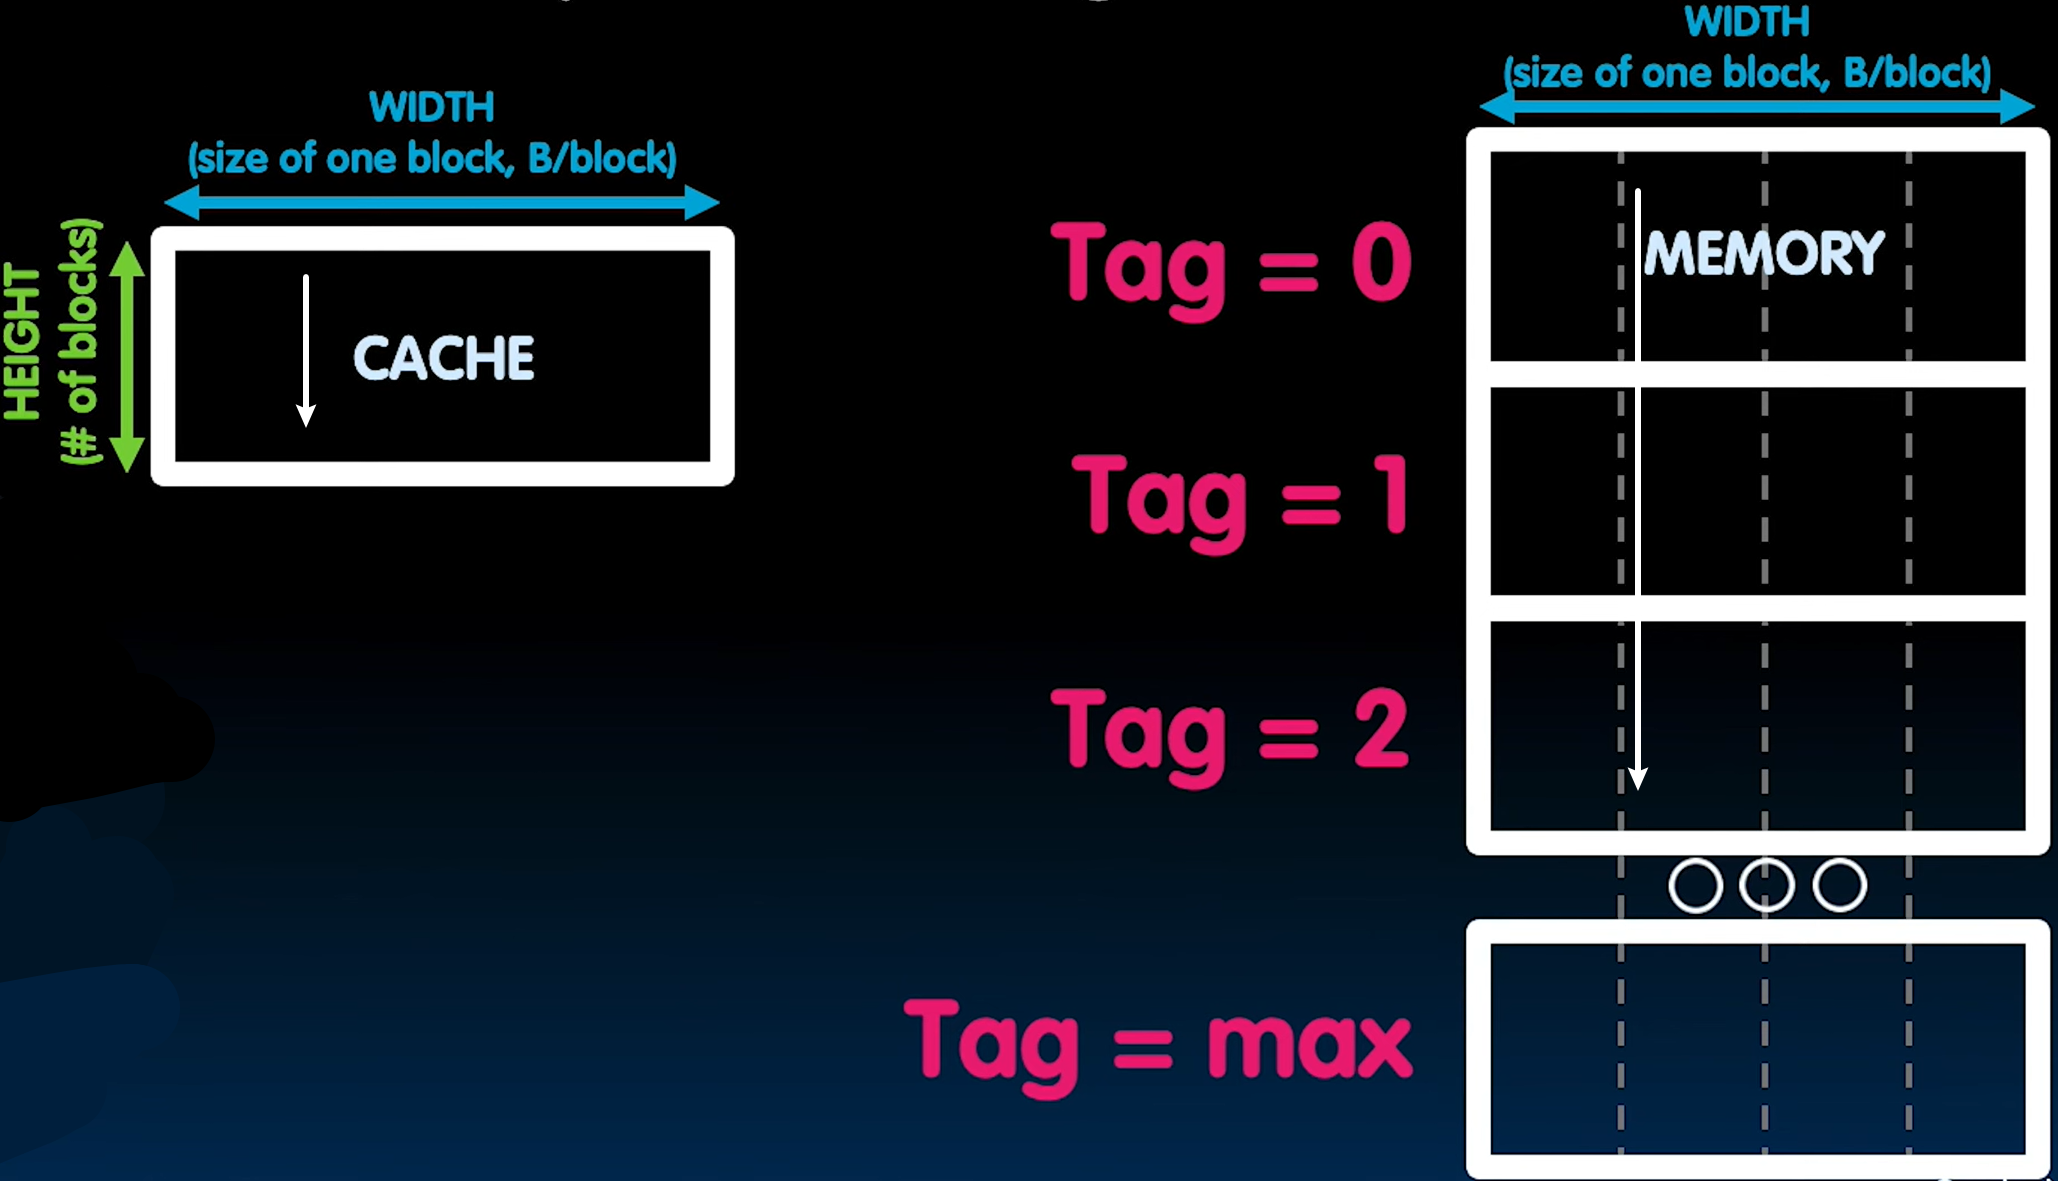 WIDTH
(size of one block, B/block)
HEIGHT
(# of blocks)
CACHE
WIDTH
(size of one block, B/block)
MEMORY
Tag = 0
Tag = 1
Tag = 2
Tag = max